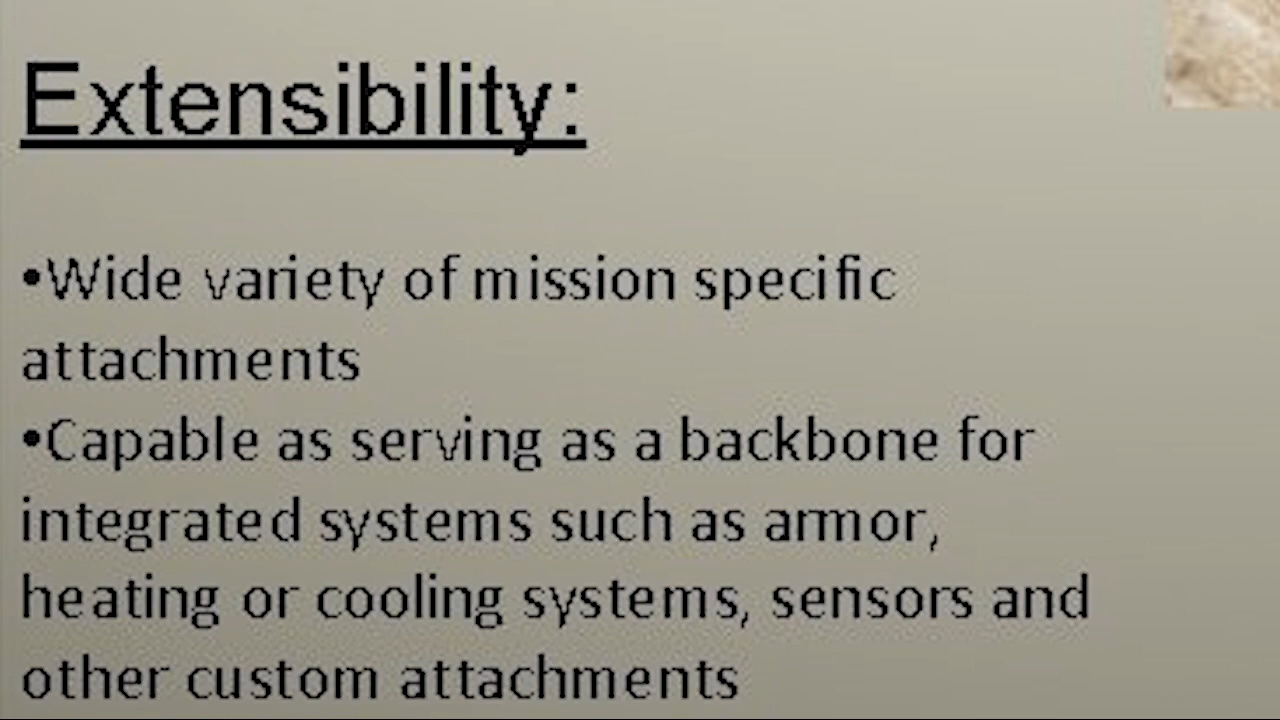 Extensibility:
•Wide variety of mission specific
attachments
•Capable as serving as a backbone for
integrated systems such as armor,
heating or cooling systems, sensors and
other custom attachments